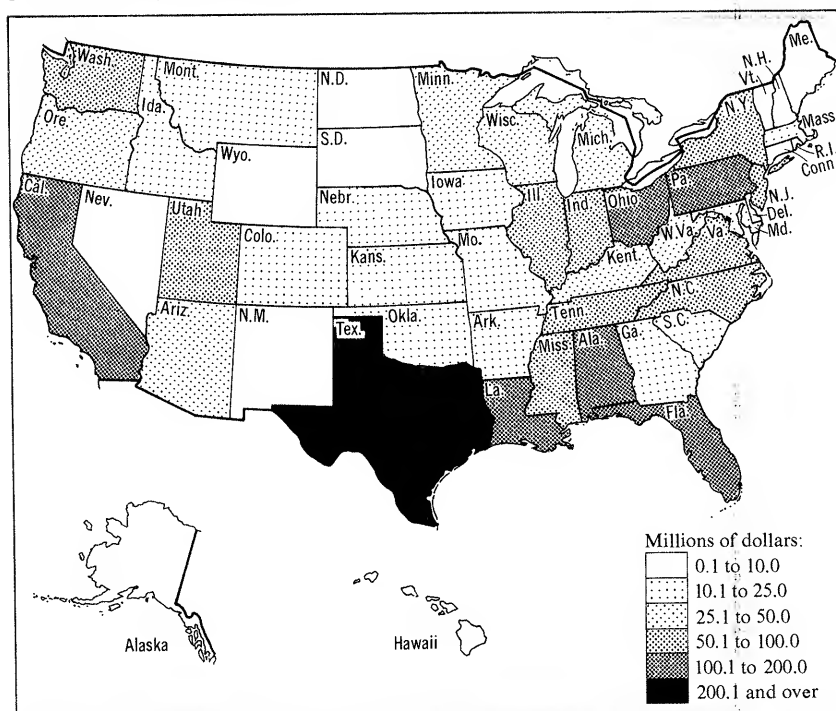 Wash.
Mont.
N.D.
Minn.
Me.
N.H.
Vt.
N.Y.
Mass.
R.I.
Conn.
Ore.
Ida.
S.D.
Wisc.
Mich.
Wyo.
Iowa
Pa.
N.J.
Del.
Md.
Cal.
Nev.
Utah
Nebr.
Ill.
Ind.
Ohio
W.Va.
Va.
Colo.
Kans.
Mo.
Kent.
Ariz.
N.M.
Okla.
Ark.
Tenn.
N.C.
Tex.
Miss.
Ala.
Ga.
S.C.
La.
Fla.
Alaska
Hawaii
Millions of dollars:
0.1 to 10.0
10.1 to 25.0
25.1 to 50.0
50.1 to 100.0
100.1 to 200.0
200.1 and over